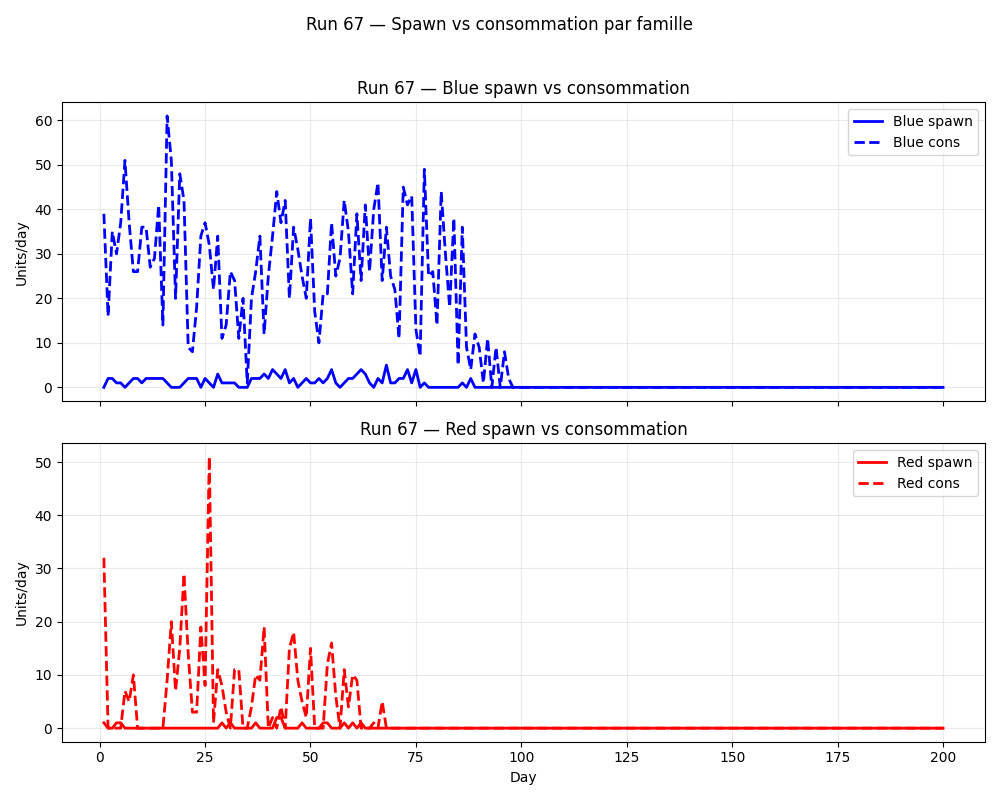 Run 67 — Spawn vs consommation par famille
Run 67 — Blue spawn vs consommation
60
50
40
30
20
10
0
Units/day
Blue spawn
Blue cons
Run 67 — Red spawn vs consommation
50
40
30
20
10
0
Units/day
Red spawn
Red cons
0 25 50 75 100 125 150 175 200
Day